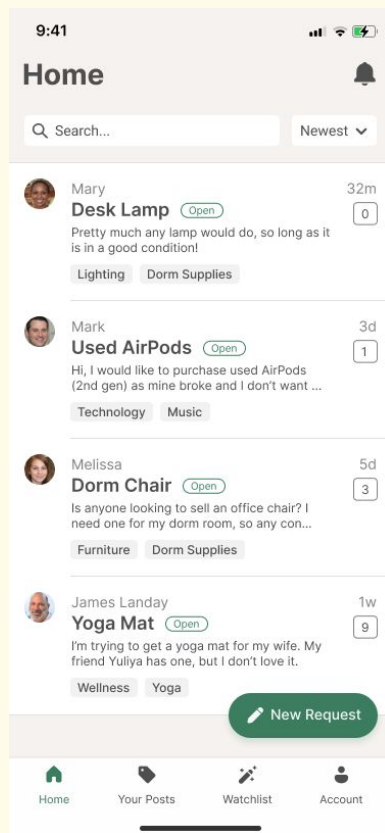 9:41
Home
Search...
Newest
Mary
32m
Desk Lamp
Open
0
Pretty much any lamp would do, so long as it
is in a good condition!
Lighting
Dorm Supplies
Mark
3d
Used AirPods
Open
1
Hi, I would like to purchase used AirPods
(2nd gen) as mine broke and I don't want ...
Technology
Music
Melissa
5d
Dorm Chair
Open
3
Is anyone looking to sell an office chair? I
need one for my dorm room, so any con...
Furniture
Dorm Supplies
James Landay
1w
Yoga Mat
Open
9
I'm trying to get a yoga mat for my wife. My
friend Yuliya has one, but I don't love it.
Wellness
Yoga
New Request
Home
Your Posts
Watchlist
Account